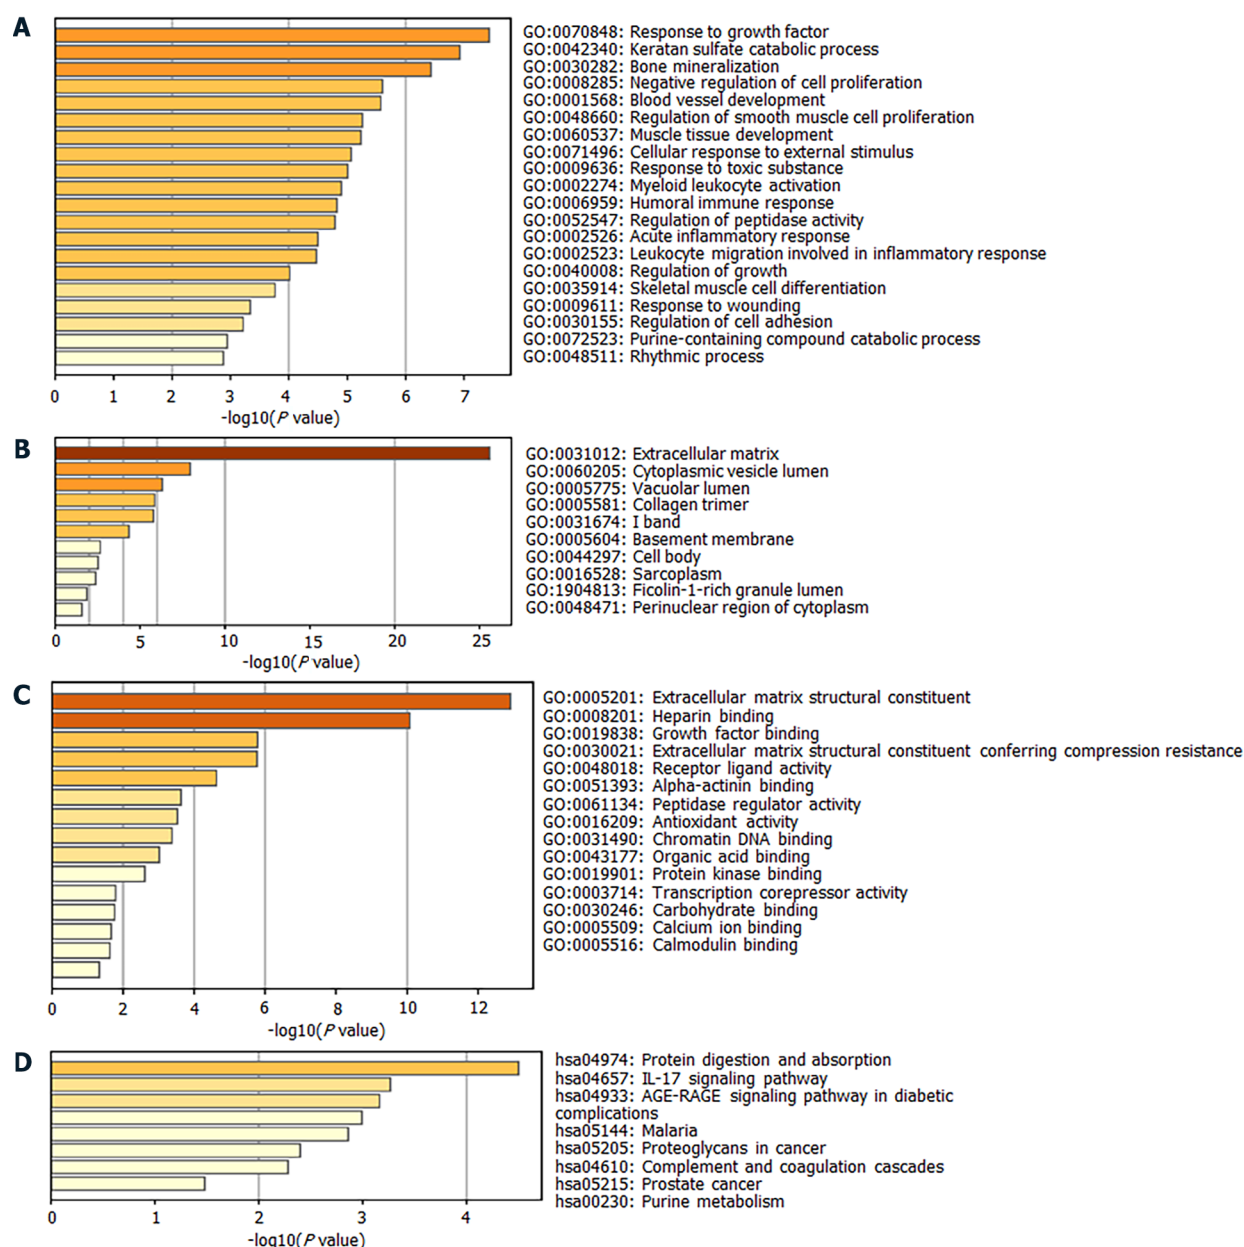 A
GO:0070848: Response to growth factor
GO:0042340: Keratan sulfate catabolic process
GO:0030282: Bone mineralization
GO:0008285: Negative regulation of cell proliferation
GO:0001568: Blood vessel development
GO:0048660: Regulation of smooth muscle cell proliferation
GO:0060537: Muscle tissue development
GO:0071496: Cellular response to external stimulus
GO:0009636: Response to toxic substance
GO:0002274: Myeloid leukocyte activation
GO:0006959: Humoral immune response
GO:0052547: Regulation of peptidase activity
GO:0002526: Acute inflammatory response
GO:0002523: Leukocyte migration involved in inflammatory response
GO:0040008: Regulation of growth
GO:0035914: Skeletal muscle cell differentiation
GO:0009611: Response to wounding
GO:0030155: Regulation of cell adhesion
GO:0072523: Purine-containing compound catabolic process
GO:0048511: Rhythmic process
0 1 2 3 4 5 6 7
-log10(P value)
B
GO:0031012: Extracellular matrix
GO:0060205: Cytoplasmic vesicle lumen
GO:0005775: Vacuolar lumen
GO:0005581: Collagen trimer
GO:0031674: I band
GO:0005604: Basement membrane
GO:0044297: Cell body
GO:0016528: Sarcoplasm
GO:1904813: Ficolin-1-rich granule lumen
GO:0048471: Perinuclear region of cytoplasm
0 5 10 15 20 25
-log10(P value)
C
GO:0005201: Extracellular matrix structural constituent
GO:0008201: Heparin binding
GO:0019838: Growth factor binding
GO:0030021: Extracellular matrix structural constituent conferring compression resistance
GO:0048018: Receptor ligand activity
GO:0051393: Alpha-actinin binding
GO:0061134: Peptidase regulator activity
GO:0016209: Antioxidant activity
GO:0031490: Chromatin DNA binding
GO:0043177: Organic acid binding
GO:0019901: Protein kinase binding
GO:0003714: Transcription corepressor activity
GO:0030246: Carbohydrate binding
GO:0005509: Calcium ion binding
GO:0005516: Calmodulin binding
0 2 4 6 8 10 12
-log10(P value)
D
hsa04974: Protein digestion and absorption
hsa04657: IL-17 signaling pathway
hsa04933: AGE-RAGE signaling pathway in diabetic
complications
hsa05144: Malaria
hsa05205: Proteoglycans in cancer
hsa04610: Complement and coagulation cascades
hsa05215: Prostate cancer
hsa00230: Purine metabolism
0 1 2 3 4
-log10(P value)